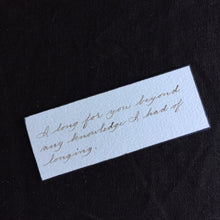 I long for you beyond
any knowledge I had of
longing.